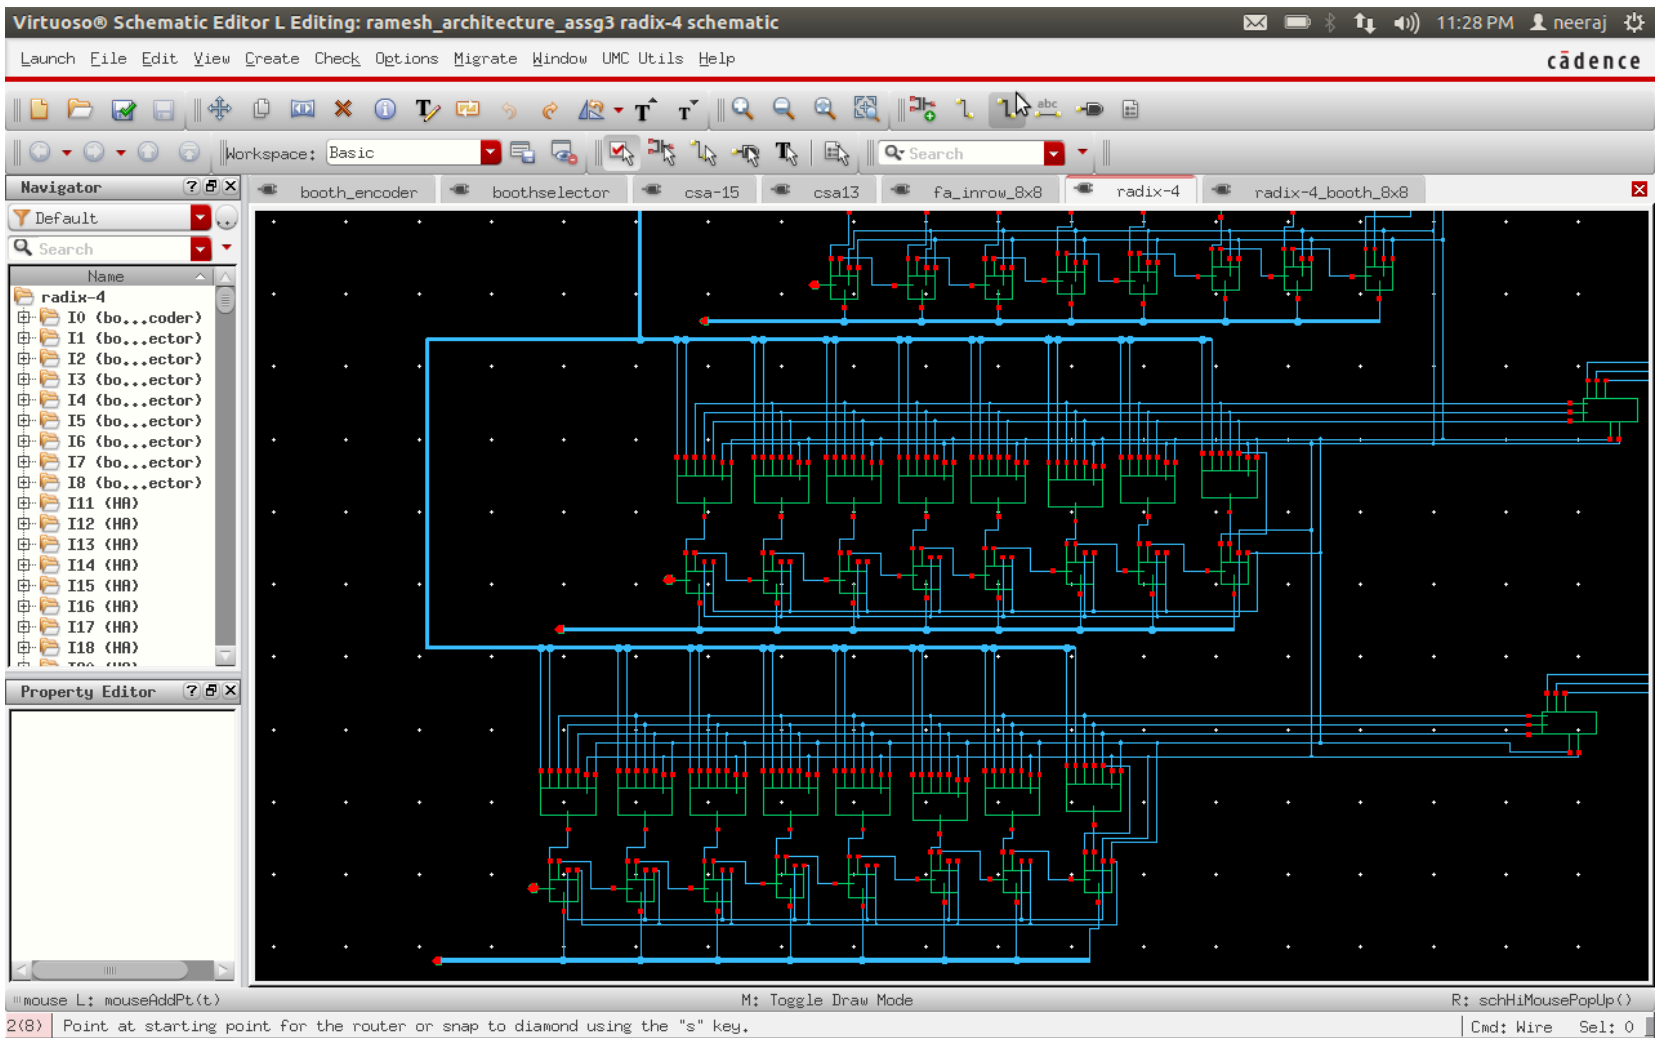 Virtuoso® Schematic Editor L Editing: ramesh_architecture_assg3 radix-4 schematic
11:28 PM neeraj
Launch File Edit View Create Check Options Migrate Window UMC Utils Help
cādence
abc
Workspace: Basic
Search
Navigator
booth_encoder boothselector csa-15 csa13 fa_inrow_8x8 radix-4 radix-4_booth_8x8
Default
Search
Name
radix-4
I0 (bo...coder)
I1 (bo...ector)
I2 (bo...ector)
I3 (bo...ector)
I4 (bo...ector)
I5 (bo...ector)
I6 (bo...ector)
I7 (bo...ector)
I8 (bo...ector)
I11 (HA)
I12 (HA)
I13 (HA)
I14 (HA)
I15 (HA)
I16 (HA)
I17 (HA)
I18 (HA)
Property Editor
mouse L: mouseAddPt(t) M: Toggle Draw Mode R: schHiMousePopUp()
2(8) Point at starting point for the router or snap to diamond using the "s" key. Cmd: Wire Sel: 0